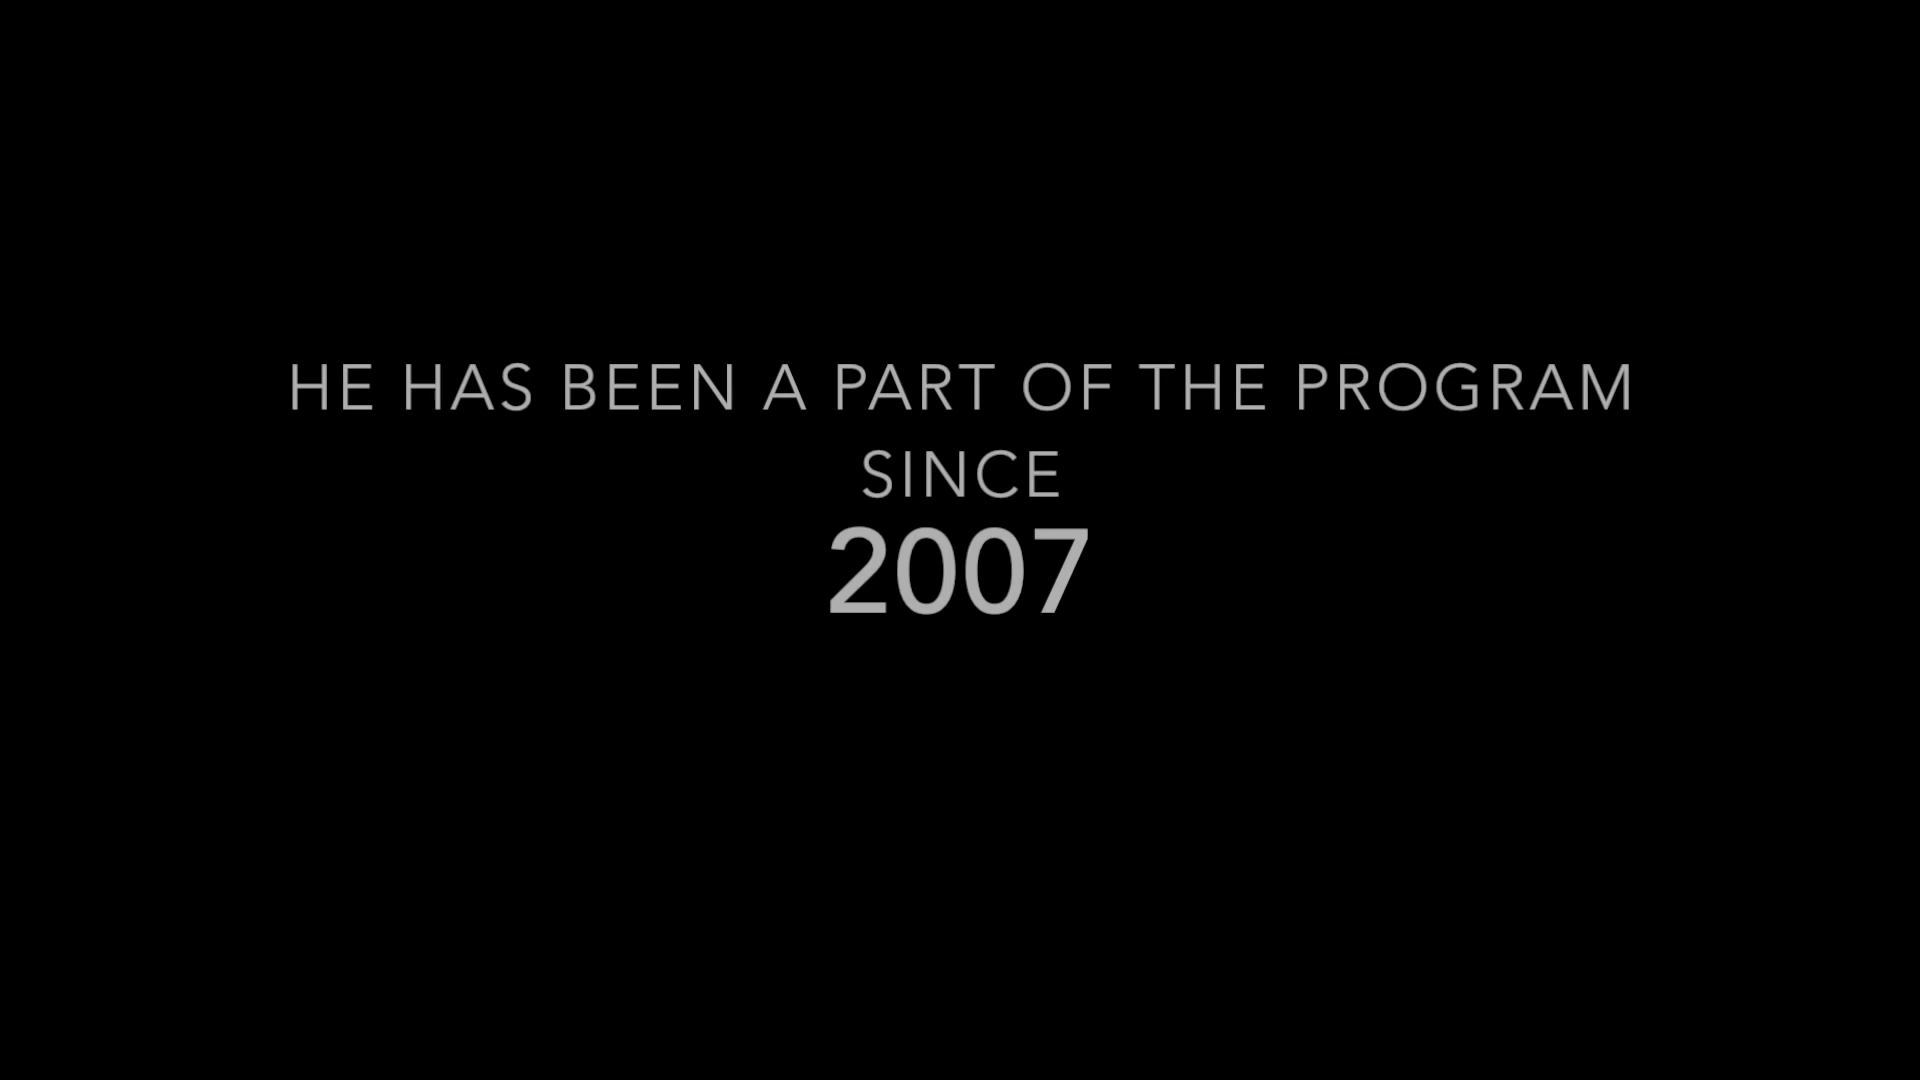 HE HAS BEEN A PART OF THE PROGRAM
SINCE
2007